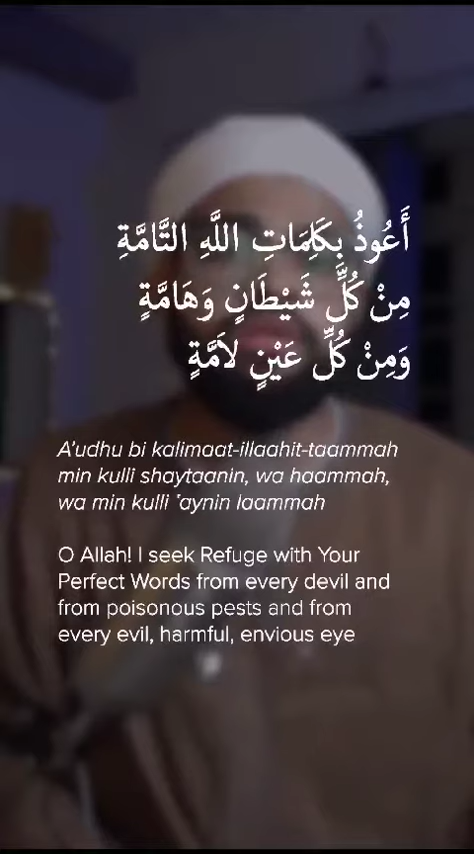 أَعُوذُ بِكَلِمَاتِ اللَّهِ التَّامَّةِ
مِنْ كُلِّ شَيْطَانٍ وَهَامَّةٍ
وَمِنْ كُلِّ عَيْنٍ لاَمَّةٍ
A'udhu bi kalimaat-illaahit-taammah
min kulli shaytaanin, wa haammah,
wa min kulli 'aynin laammah
O Allah! I seek Refuge with Your
Perfect Words from every devil and
from poisonous pests and from
every evil, harmful, envious eye